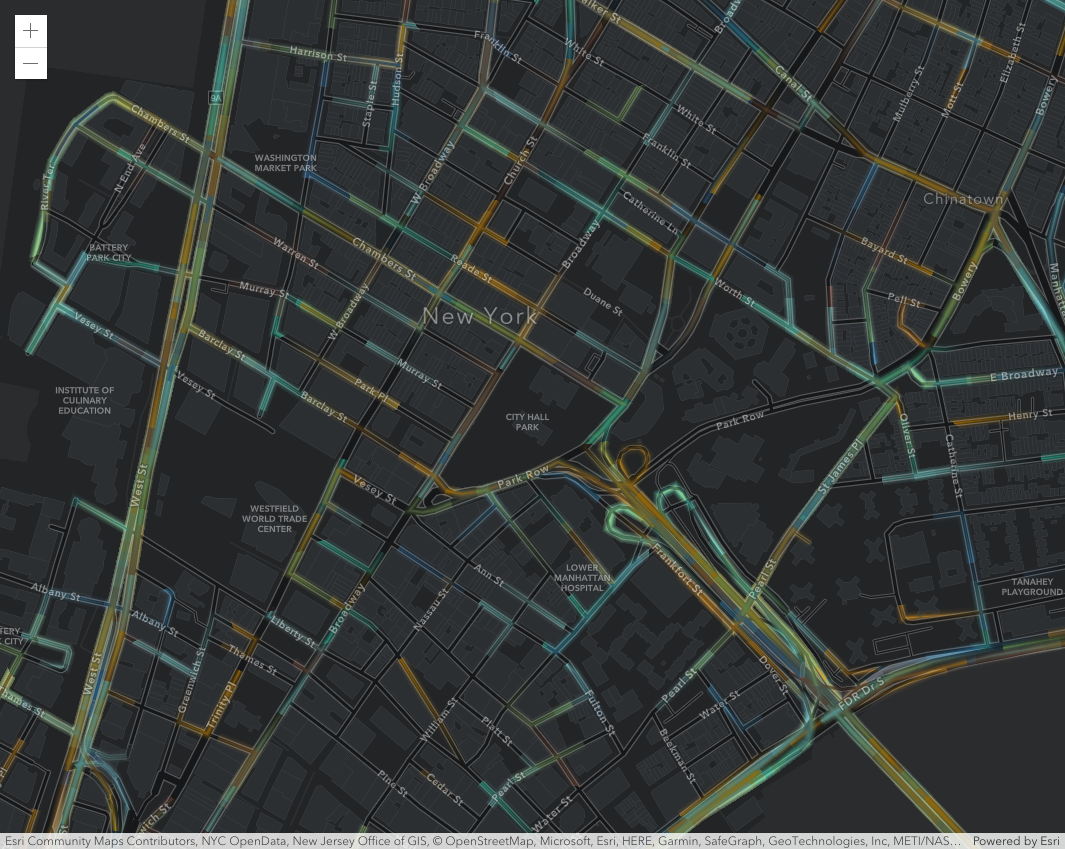 +
−
Walker St
Broadway
Elizabeth St
Franklin St
White St
Harrison St
Hudson St
Canal St
Mulberry St
Mott St
Bowery
9A
Staple St
Chambers St
White St
Franklin St
Church St
W Broadway
N End Ave
River Ter
WASHINGTON
MARKET PARK
Chinatown
Catherine Ln
Broadway
BATTERY
PARK CITY
Warren St
Chambers St
Reade St
Bayard St
Bowery
Murray St
Duane St
Worth St
Pell St
New York
W Broadway
Vesey St
Barclay St
Murray St
Vesey St
Park Pl
Barclay St
INSTITUTE OF
CULINARY
EDUCATION
E Broadway
Henry St
CITY HALL
PARK
Park Row
Oliver St
Catherine St
St James Pl
Park Row
West St
Vesey St
WESTFIELD
WORLD TRADE
CENTER
LOWER
MANHATTAN
HOSPITAL
Ann St
Frankfort St
Pearl St
TANAHEY
PLAYGROUND
Albany St
Albany St
Nassau St
Broadway
Liberty St
Thames St
West St
Greenwich St
Trinity Pl
Dover St
Pearl St
Water St
FDR Dr S
Fulton St
William St
Platt St
Beekman St
Pine St
Cedar St
Pearl St
Water St
Esri Community Maps Contributors, NYC OpenData, New Jersey Office of GIS, © OpenStreetMap, Microsoft, Esri, HERE, Garmin, SafeGraph, GeoTechnologies, Inc, METI/NAS… Powered by Esri